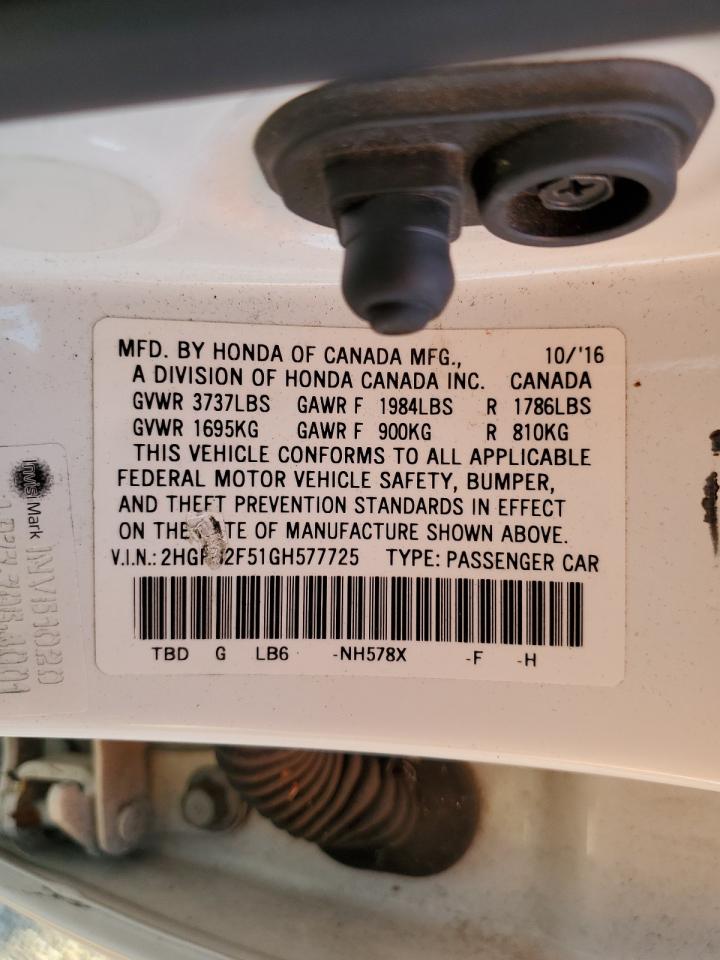 MFD. BY HONDA OF CANADA MFG., 10/'16
A DIVISION OF HONDA CANADA INC. CANADA
GVWR 3737LBS GAWR F 1984LBS R 1786LBS
GVWR 1695KG GAWR F 900KG R 810KG
THIS VEHICLE CONFORMS TO ALL APPLICABLE
FEDERAL MOTOR VEHICLE SAFETY, BUMPER,
AND THEFT PREVENTION STANDARDS IN EFFECT
ON OF MANUFACTURE SHOWN ABOVE.
V.I.N.: TYPE: PASSENGER CAR
TBD G LB6 -NH578X -F -H
InvisiMark